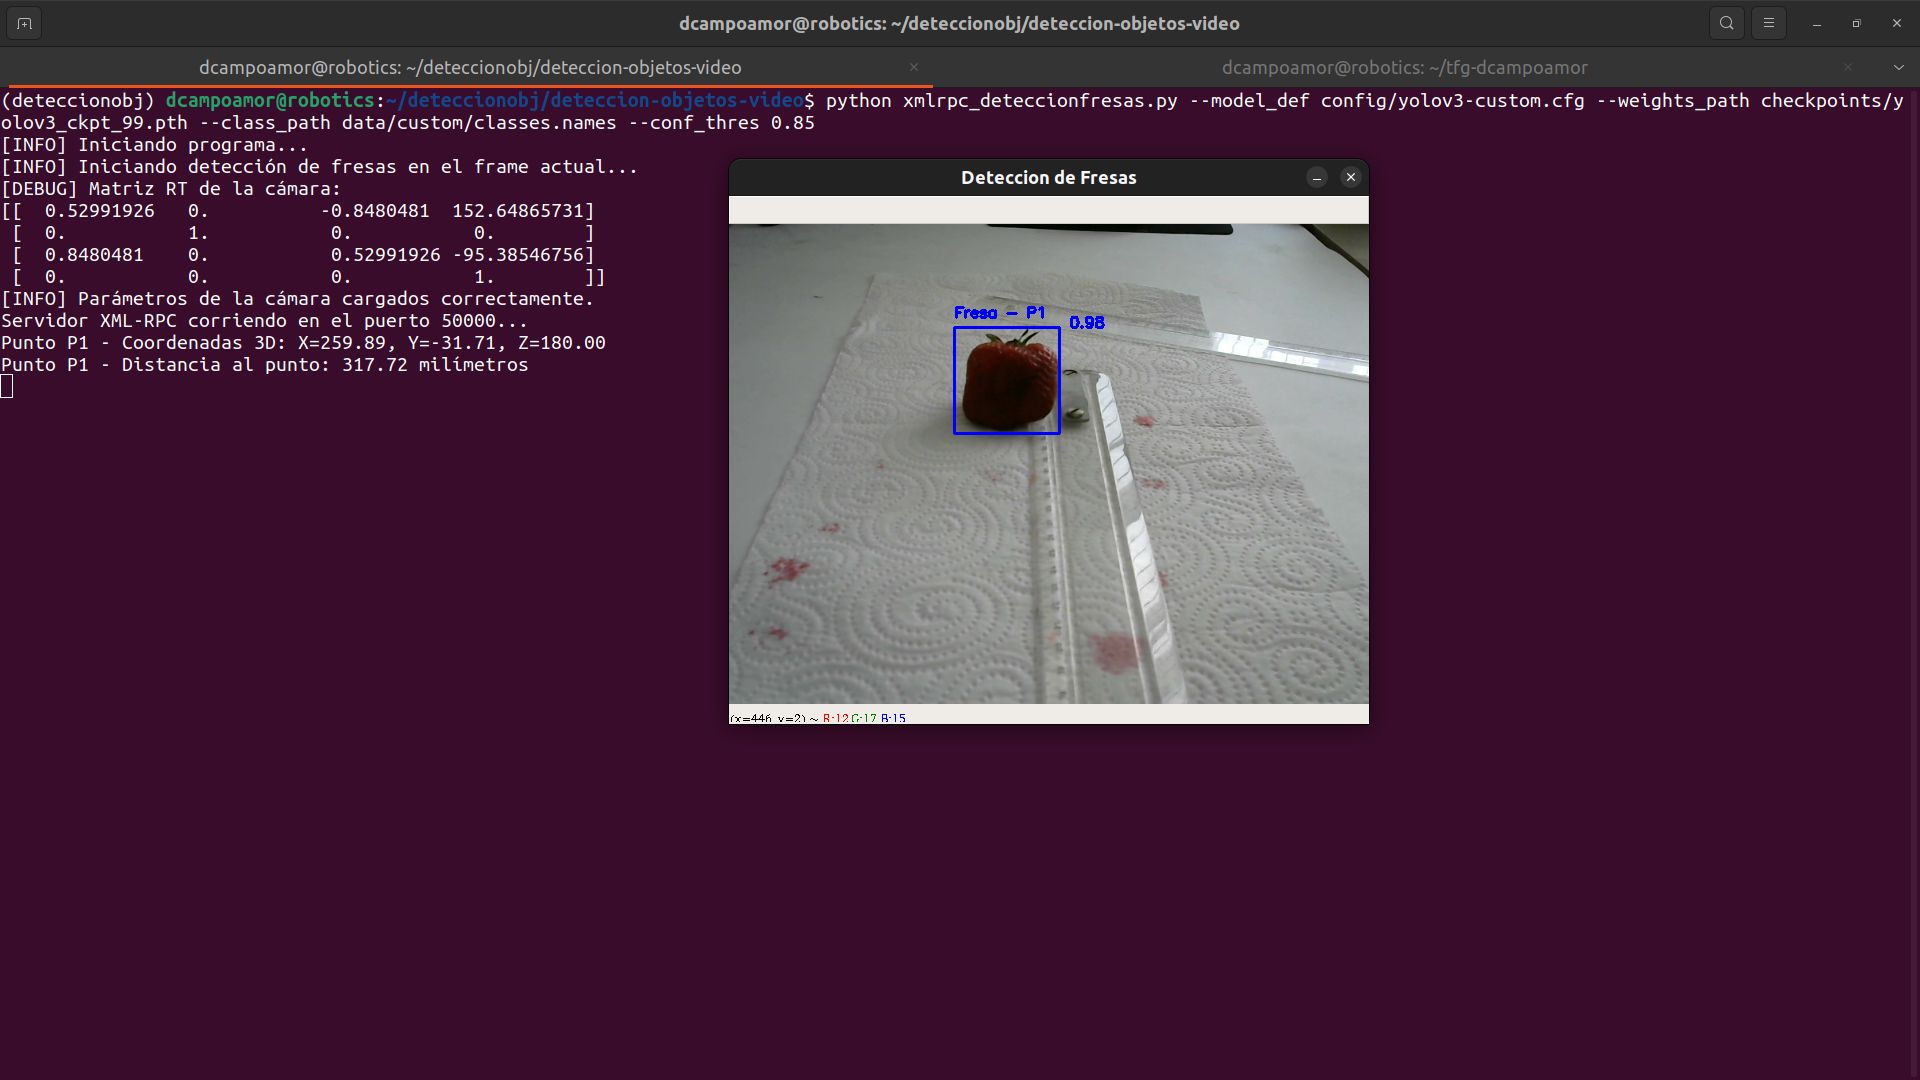 dcampoamor@robotics: ~/deteccionobj/deteccion-objetos-video
dcampoamor@robotics: ~/deteccionobj/deteccion-objetos-video
dcampoamor@robotics: ~/tfg-dcampoamor
(deteccionobj) dcampoamor@robotics:~/deteccionobj/deteccion-objetos-video$ python xmlrpc_deteccionfresas.py --model_def config/yolov3-custom.cfg --weights_path checkpoints/y
olov3_ckpt_99.pth --class_path data/custom/classes.names --conf_thres 0.85
[INFO] Iniciando programa...
[INFO] Iniciando detección de fresas en el frame actual...
[DEBUG] Matriz RT de la cámara:
[[ 0.52991926 0. -0.8480481 152.64865731]
[ 0. 1. 0. 0. ]
[ 0.8480481 0. 0.52991926 -95.38546756]
[ 0. 0. 0. 1. ]]
[INFO] Parámetros de la cámara cargados correctamente.
Servidor XML-RPC corriendo en el puerto 50000...
Punto P1 - Coordenadas 3D: X=259.89, Y=-31.71, Z=180.00
Punto P1 - Distancia al punto: 317.72 milímetros
Deteccion de Fresas
Fresa - P1
0.98
(x=446, y=2) ~ R:12 G:17 B:15